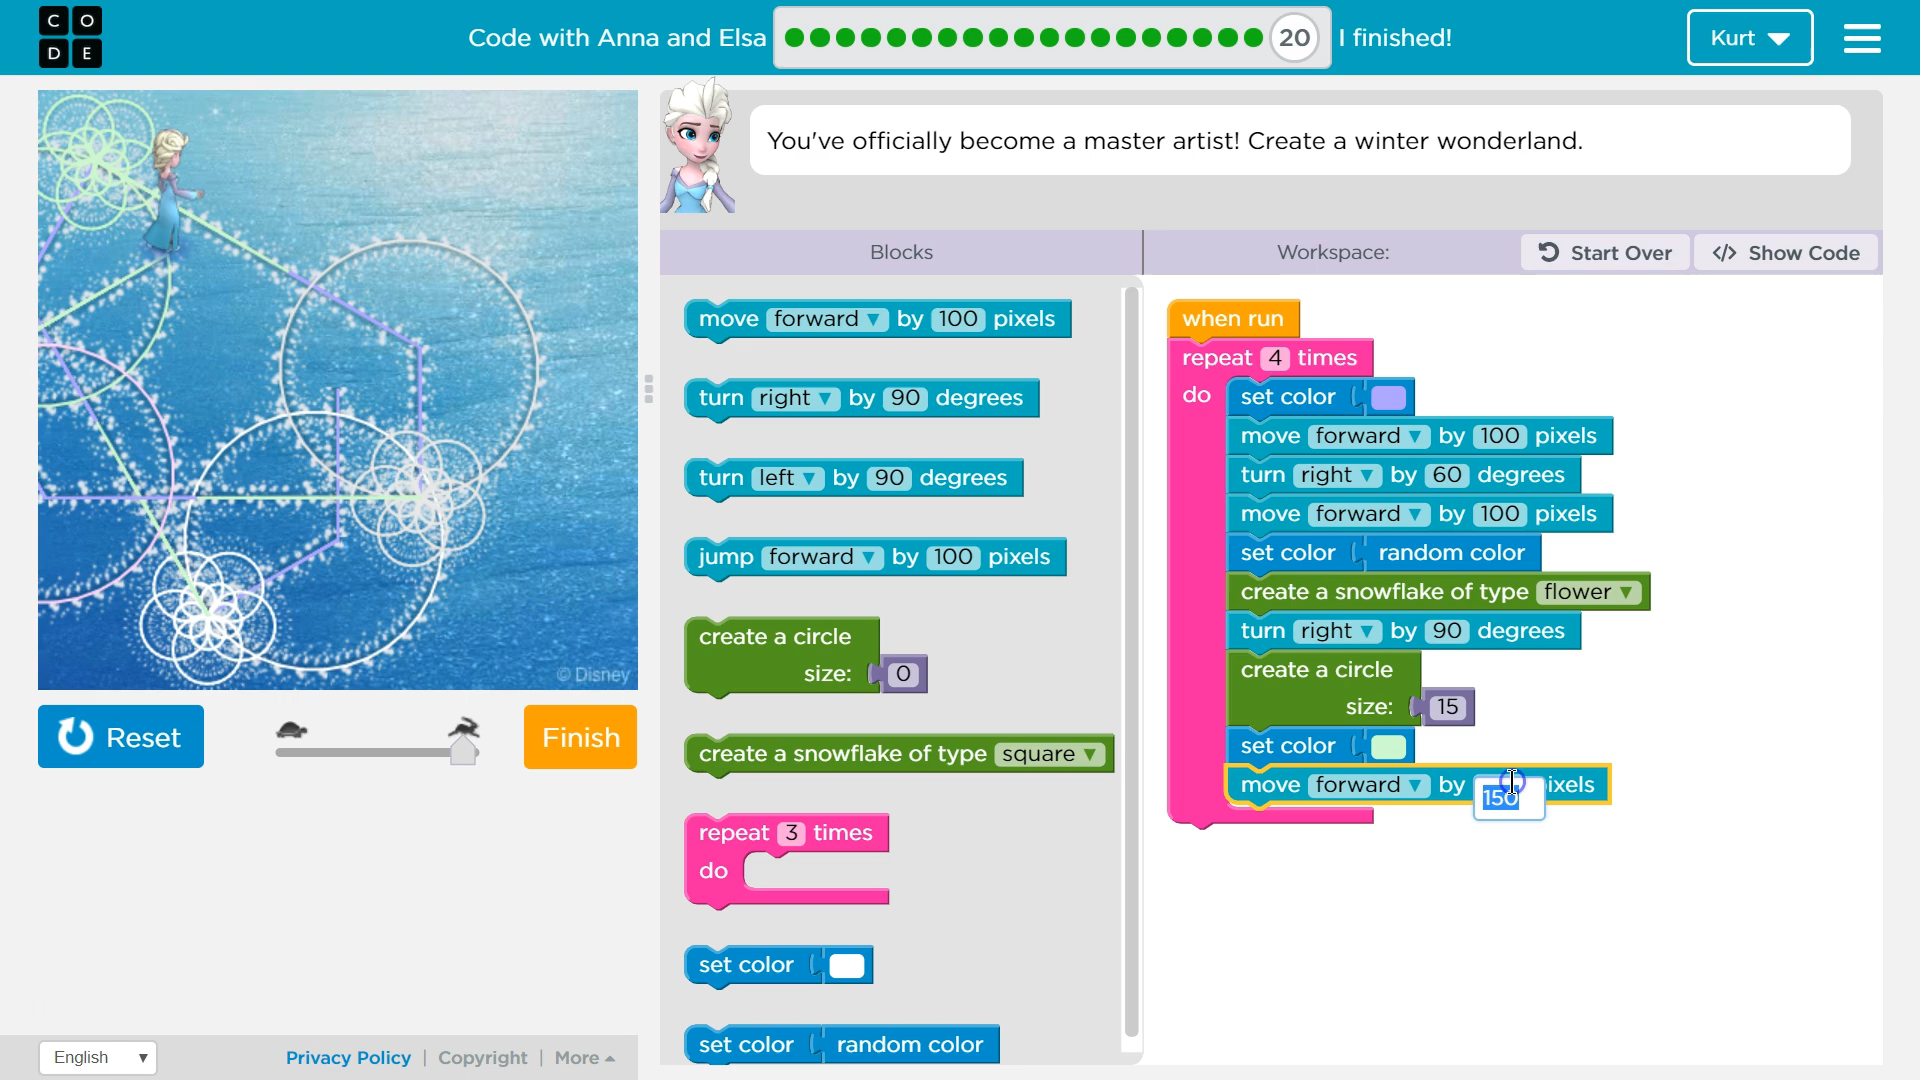 C O
D E
Code with Anna and Elsa
20
I finished!
Kurt
You've officially become a master artist! Create a winter wonderland.
Blocks
Workspace:
Start Over
</> Show Code
move forward by 100 pixels
turn right by 90 degrees
turn left by 90 degrees
jump forward by 100 pixels
create a circle
size: 0
create a snowflake of type square
repeat 3 times
do
set color
set color random color
when run
repeat 4 times
do
set color
move forward by 100 pixels
turn right by 60 degrees
move forward by 100 pixels
set color random color
create a snowflake of type flower
turn right by 90 degrees
create a circle
size: 15
set color
move forward by 150 pixels
© Disney
Reset
Finish
English
Privacy Policy | Copyright | More